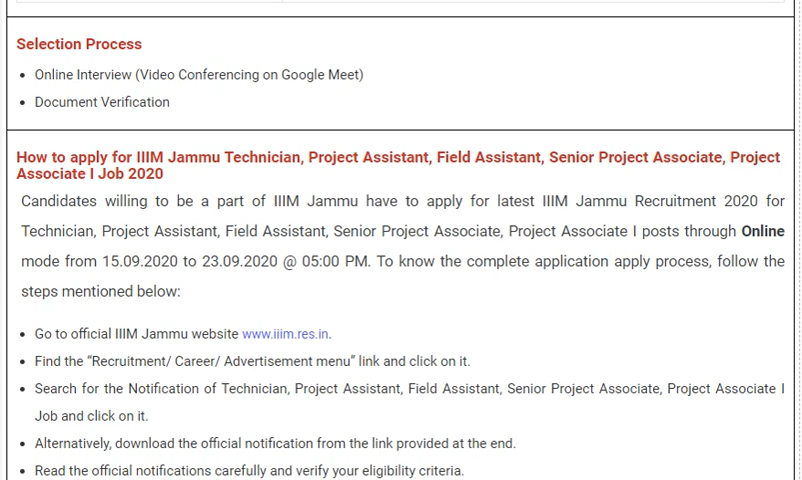 Selection Process
Online Interview (Video Conferencing on Google Meet)
Document Verification
How to apply for IIIM Jammu Technician, Project Assistant, Field Assistant, Senior Project Associate, Project
Associate I Job 2020
Candidates willing to be a part of IIIM Jammu have to apply for latest IIIM Jammu Recruitment 2020 for
Technician, Project Assistant, Field Assistant, Senior Project Associate, Project Associate I posts through Online
mode from 15.09.2020 to 23.09.2020 @ 05:00 PM. To know the complete application apply process, follow the
steps mentioned below:
Go to official IIIM Jammu website www.iiim.res.in.
Find the “Recruitment/ Career/ Advertisement menu” link and click on it.
Search for the Notification of Technician, Project Assistant, Field Assistant, Senior Project Associate, Project Associate I
Job and click on it.
Alternatively, download the official notification from the link provided at the end.
Read the official notifications carefully and verify your eligibility criteria.